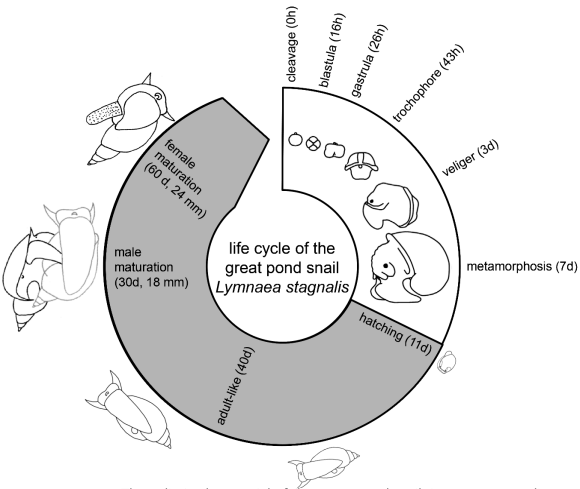 cleavage (0h)
blastula (16h)
gastrula (26h)
trochophore (43h)
veliger (3d)
metamorphosis (7d)
hatching (11d)
adult-like (40d)
male
maturation
(30d, 18 mm)
female
maturation
(60 d, 24 mm)
life cycle of the
great pond snail
Lymnaea stagnalis